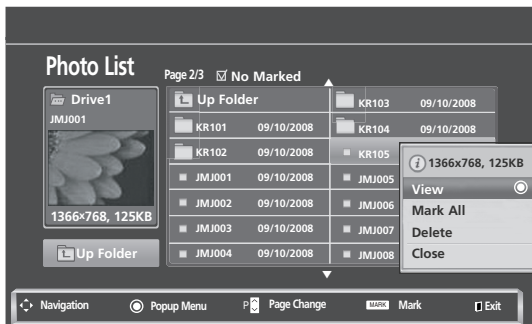 Photo List
Page 2/3 No Marked
Drive1
JMJ001
1366×768, 125KB
Up Folder
Up Folder
KR101 09/10/2008
KR102 09/10/2008
JMJ001 09/10/2008
JMJ002 09/10/2008
JMJ003 09/10/2008
JMJ004 09/10/2008
KR103 09/10/2008
KR104 09/10/2008
KR105
JMJ005
JMJ006
JMJ007
JMJ008
i 1366x768, 125KB
View
Mark All
Delete
Close
Navigation Popup Menu P Page Change MARK Mark Exit